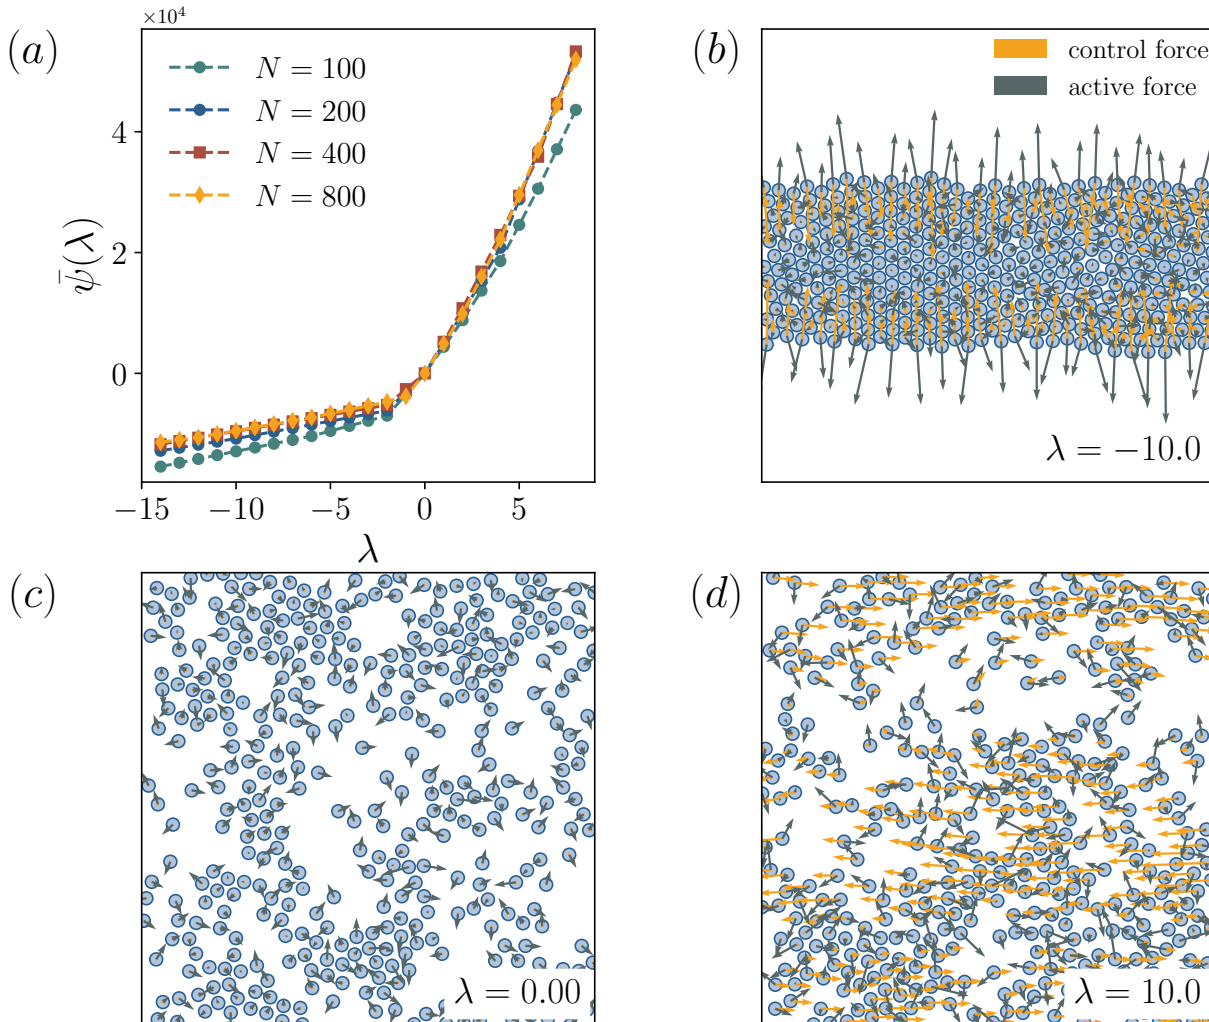 (a)
×10⁴
N = 100
N = 200
N = 400
N = 800
4
2
0
ψ̄(λ)
−15
−10
−5
0
5
λ
(b)
control force
active force
λ = −10.0
(c)
λ = 0.00
(d)
λ = 10.0